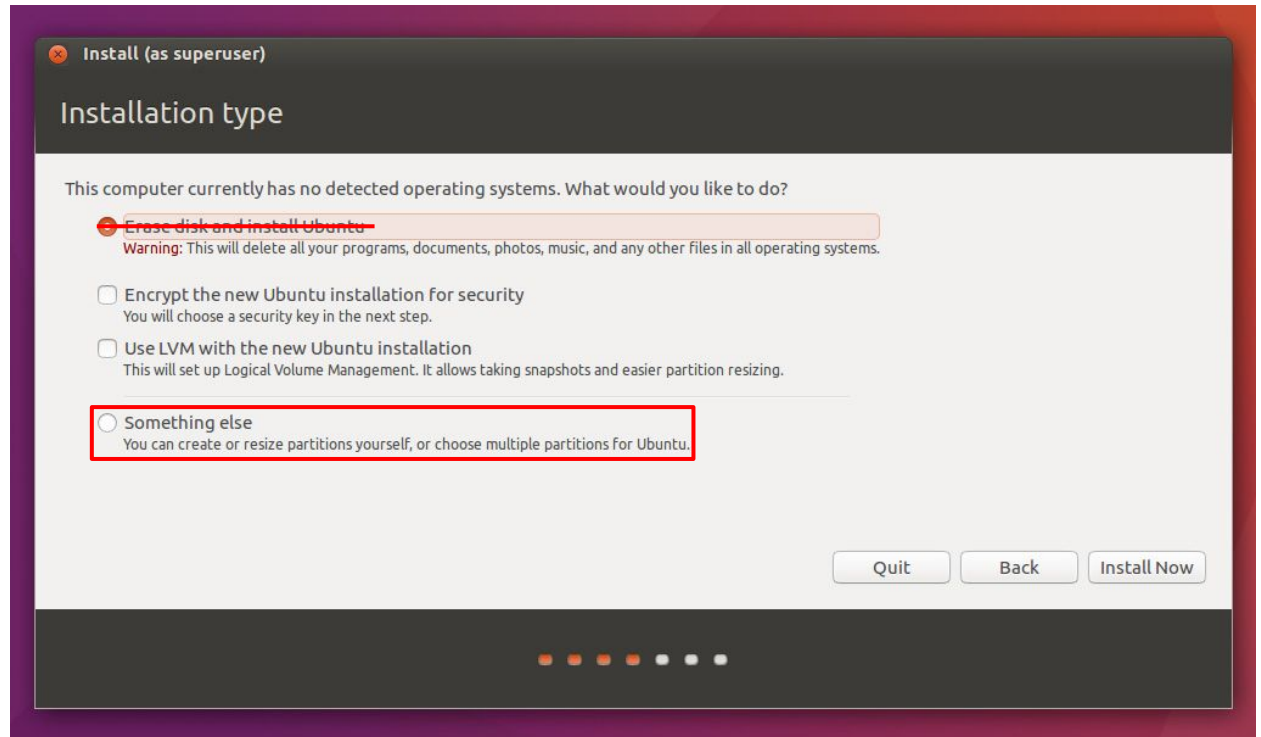 Install (as superuser)
Installation type
This computer currently has no detected operating systems. What would you like to do?
Erase disk and install Ubuntu
Warning: This will delete all your programs, documents, photos, music, and any other files in all operating systems.
Encrypt the new Ubuntu installation for security
You will choose a security key in the next step.
Use LVM with the new Ubuntu installation
This will set up Logical Volume Management. It allows taking snapshots and easier partition resizing.
Something else
You can create or resize partitions yourself, or choose multiple partitions for Ubuntu.
Quit Back Install Now